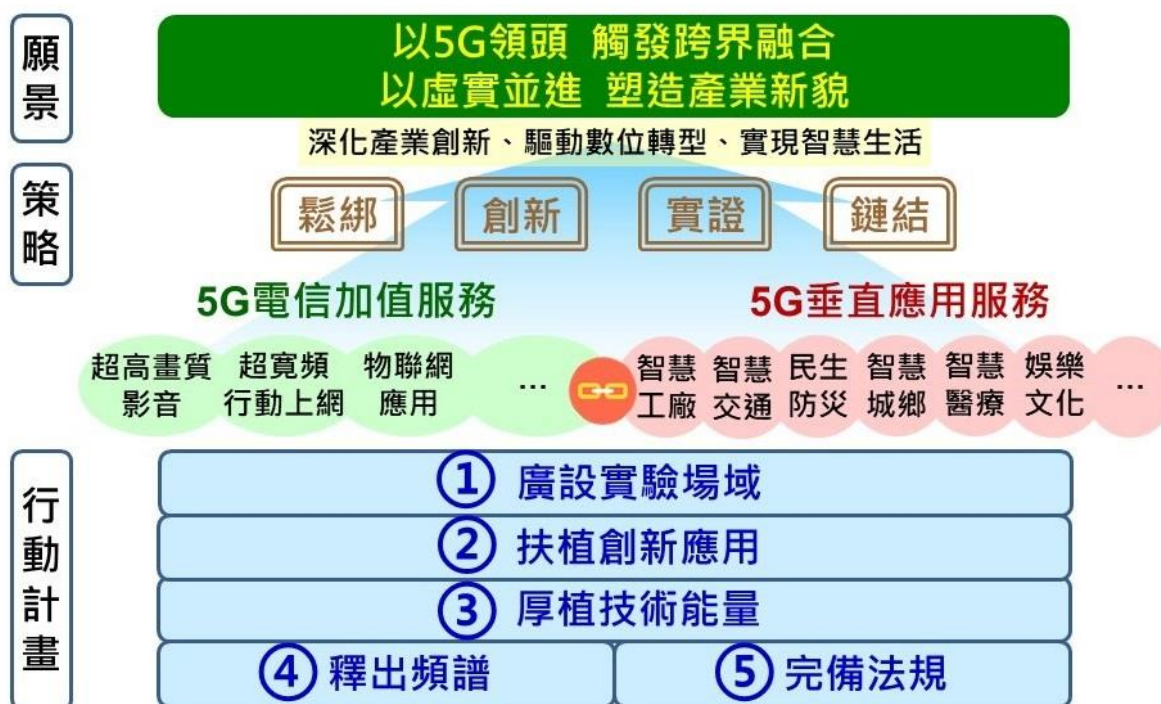 願景
以5G領頭 觸發跨界融合
以虛實並進 塑造產業新貌
深化產業創新、驅動數位轉型、實現智慧生活
策略
鬆綁
創新
實證
鏈結
5G電信加值服務
5G垂直應用服務
超高畫質
影音
超寬頻
行動上網
物聯網
應用
...
智慧
工廠
智慧
交通
民生
防災
智慧
城鄉
智慧
醫療
娛樂
文化
...
行動計畫
① 廣設實驗場域
② 扶植創新應用
③ 厚植技術能量
④ 釋出頻譜
⑤ 完備法規